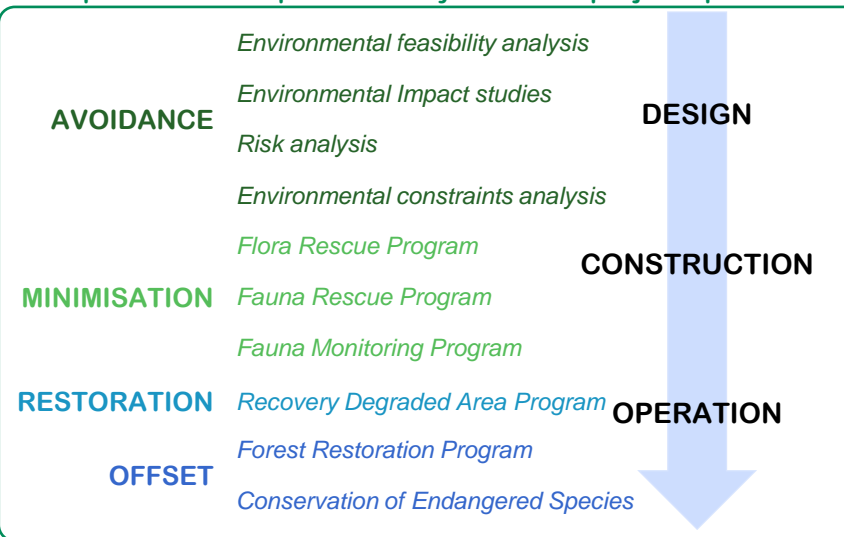 Environmental feasibility analysis
Environmental Impact studies
AVOIDANCE
DESIGN
Risk analysis
Environmental constraints analysis
Flora Rescue Program
CONSTRUCTION
MINIMISATION
Fauna Rescue Program
Fauna Monitoring Program
RESTORATION
Recovery Degraded Area Program
OPERATION
Forest Restoration Program
OFFSET
Conservation of Endangered Species